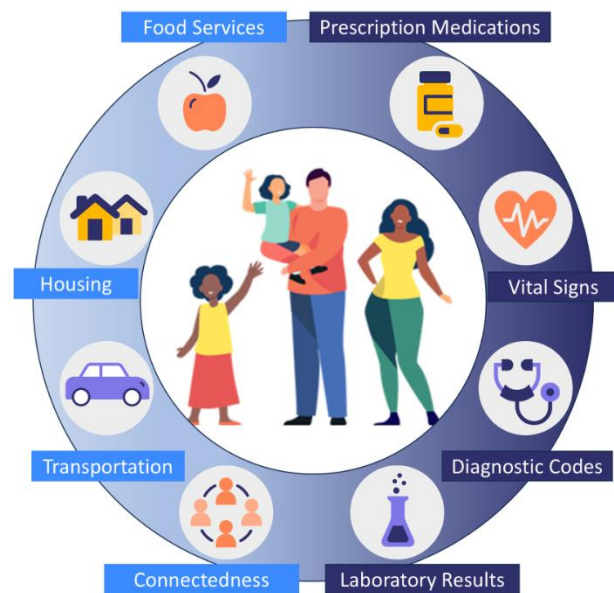 Food Services
Prescription Medications
Housing
Vital Signs
Transportation
Diagnostic Codes
Connectedness
Laboratory Results